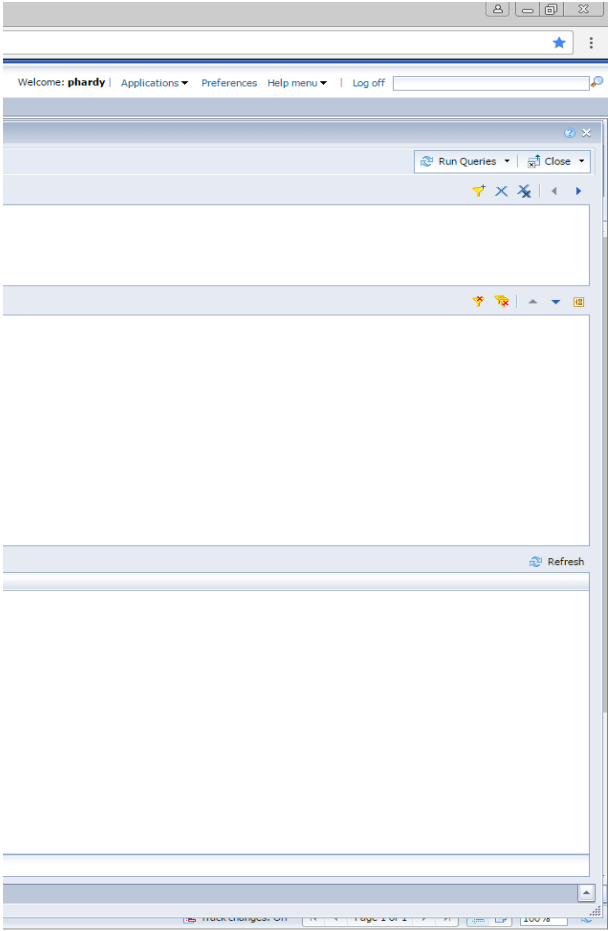 Welcome: phardy | Applications Preferences Help menu | Log off
Run Queries | Close
Refresh
Track changes: On Page 1 of 1 100%